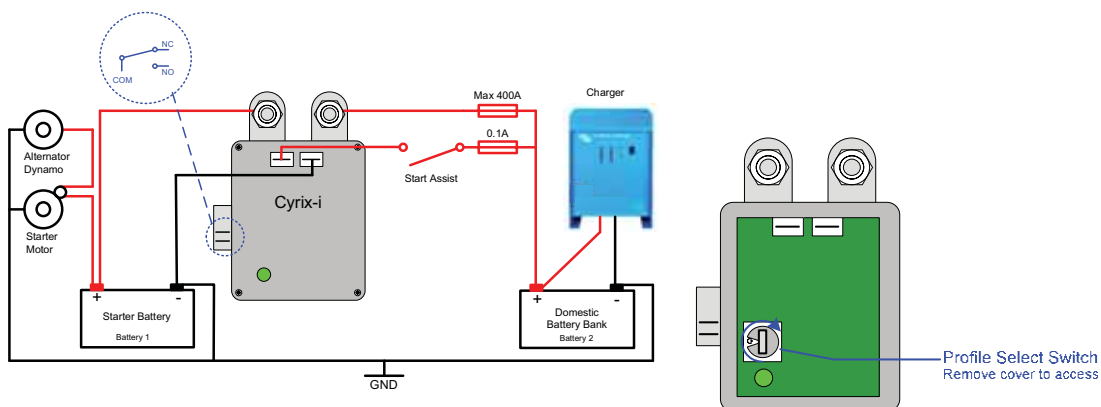 NC
NO
COM
Max 400A
0.1A
Charger
Alternator
Dynamo
Start Assist
Starter
Motor
Cyrix-i
+
-
Starter Battery
Battery 1
+
-
Domestic
Battery Bank
Battery 2
GND
Profile Select Switch
Remove cover to access